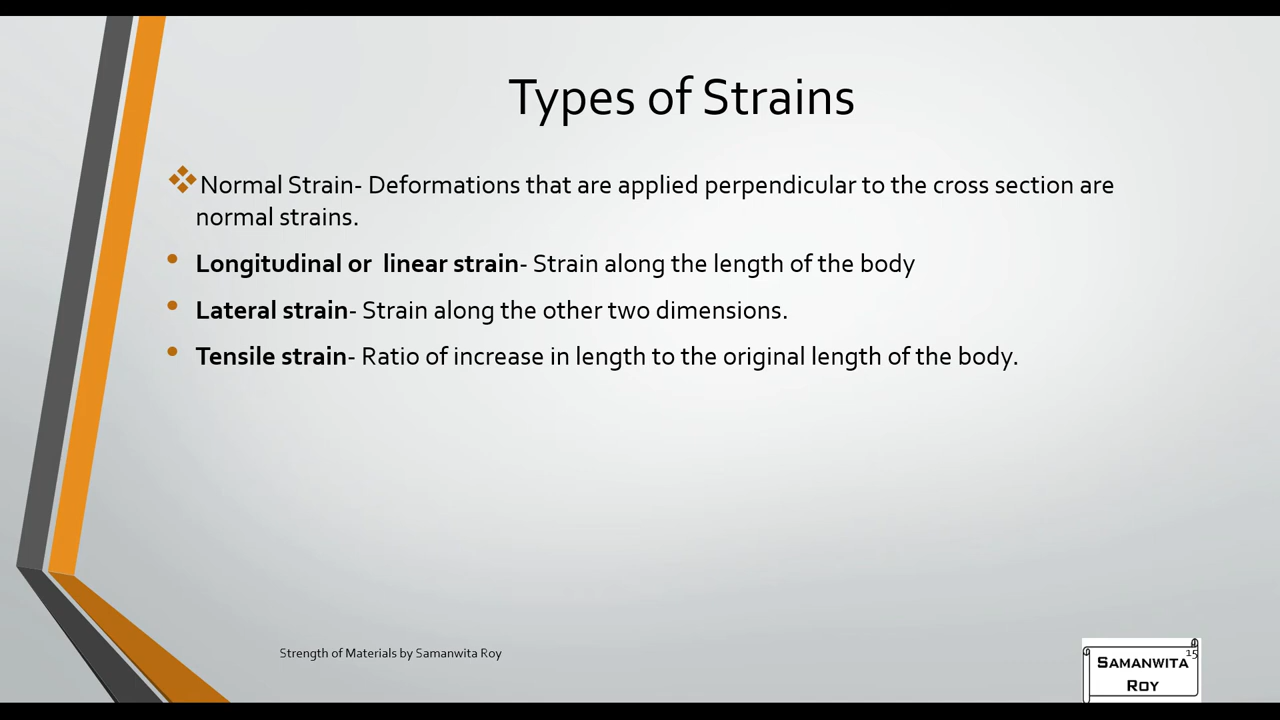 Types of Strains
Normal Strain- Deformations that are applied perpendicular to the cross section are
normal strains.
Longitudinal or  linear strain- Strain along the length of the body
Lateral strain- Strain along the other two dimensions.
Tensile strain- Ratio of increase in length to the original length of the body.
Strength of Materials by Samanwita Roy
15
SAMANWITA
ROY